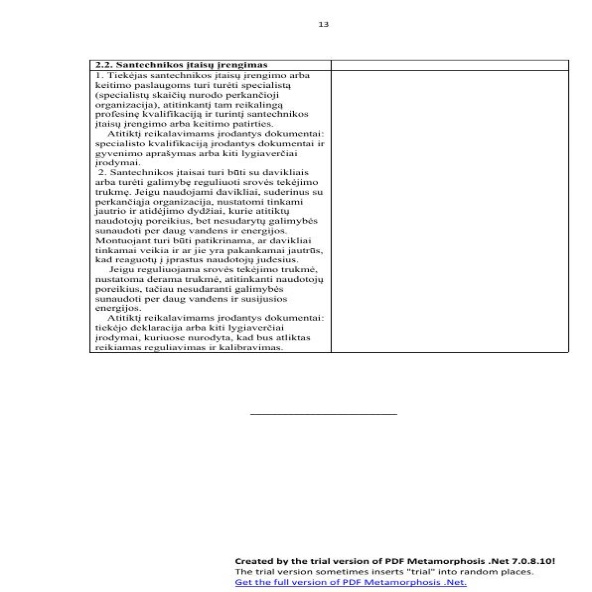 13
2.2. Santechnikos įtaisų įrengimas
1. Tiekėjas santechnikos įtaisų įrengimo arba
keitimo paslaugoms turi turėti specialistą
(specialistų skaičių nurodo perkančioji
organizacija), atitinkantį tam reikalingą
profesinę kvalifikaciją ir turintį santechnikos
įtaisų įrengimo arba keitimo patirties.
Atitiktį reikalavimams įrodantys dokumentai:
specialisto kvalifikaciją įrodantys dokumentai ir
gyvenimo aprašymas arba kiti lygiaverčiai
įrodymai.
2. Santechnikos įtaisai turi būti su davikliais
arba turėti galimybę reguliuoti srovės tekėjimo
trukmę. Jeigu naudojami davikliai, suderinus su
perkančiąja organizacija, nustatomi tinkami
jautrio ir atidėjimo dydžiai, kurie atitiktų
naudotojų poreikius, bet nesudarytų galimybės
sunaudoti per daug vandens ir energijos.
Montuojant turi būti patikrinama, ar davikliai
tinkamai veikia ir ar jie yra pakankamai jautrūs,
kad reaguotų į įprastus naudotojų judesius.
Jeigu reguliuojama srovės tekėjimo trukmė,
nustatoma derama trukmė, atitinkanti naudotojų
poreikius, tačiau nesudaranti galimybės
sunaudoti per daug vandens ir susijusios
energijos.
Atitiktį reikalavimams įrodantys dokumentai:
tiekėjo deklaracija arba kiti lygiaverčiai
įrodymai, kuriuose nurodyta, kad bus atliktas
reikiamas reguliavimas ir kalibravimas.
Created by the trial version of PDF Metamorphosis .Net 7.0.8.10!
The trial version sometimes inserts "trial" into random places.
Get the full version of PDF Metamorphosis .Net.